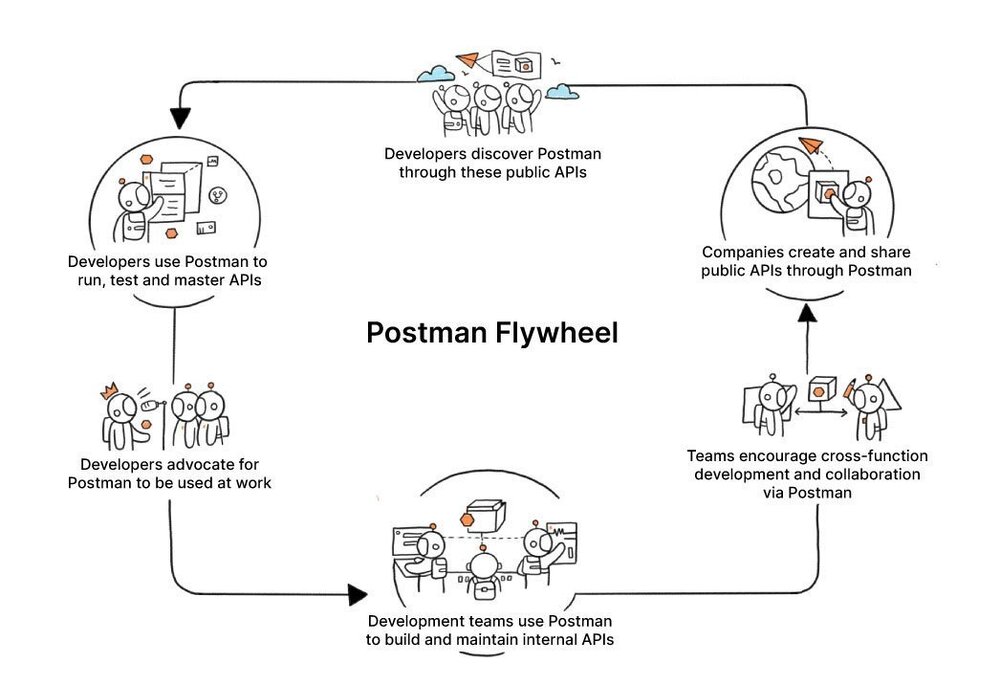 Developers discover Postman
through these public APIs
Developers use Postman to
run, test and master APIs
Companies create and share
public APIs through Postman
Postman Flywheel
Developers advocate for
Postman to be used at work
Teams encourage cross-function
development and collaboration
via Postman
Development teams use Postman
to build and maintain internal APIs